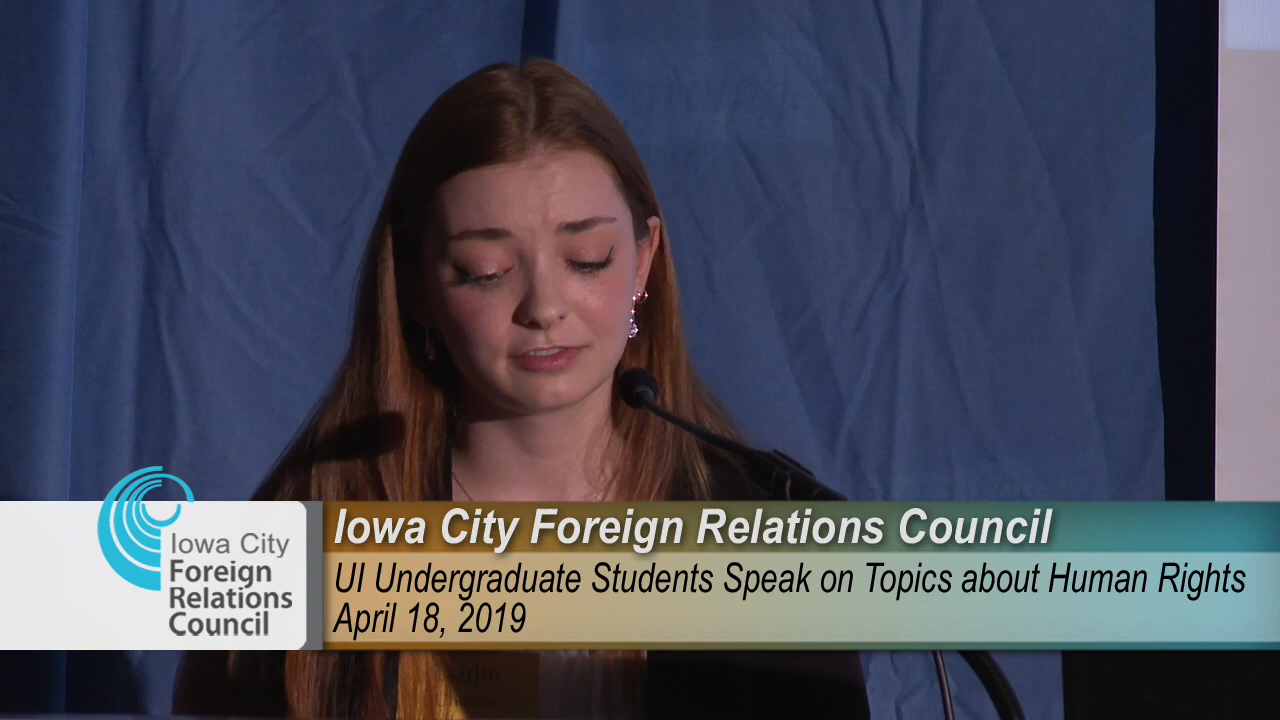 Iowa City Foreign Relations Council
UI Undergraduate Students Speak on Topics about Human Rights
April 18, 2019
Iowa City
Foreign
Relations
Council